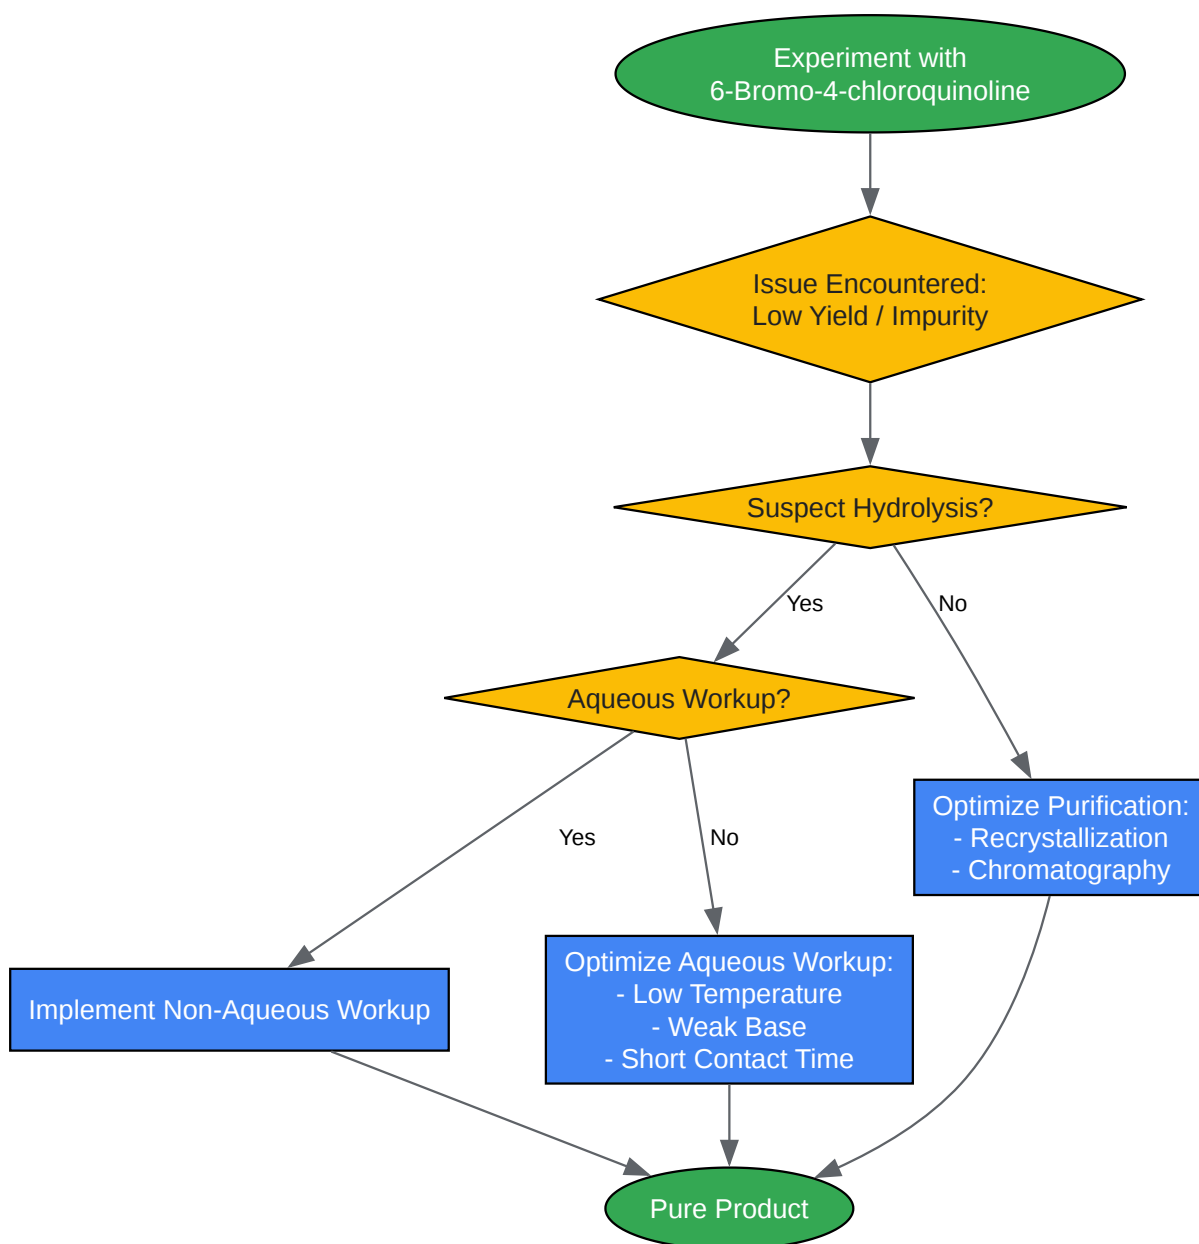 Experiment with
6-Bromo-4-chloroquinoline
Issue Encountered:
Low Yield / Impurity
Suspect Hydrolysis?
Yes
No
Aqueous Workup?
Yes
No
Optimize Purification:
- Recrystallization
- Chromatography
Implement Non-Aqueous Workup
Optimize Aqueous Workup:
- Low Temperature
- Weak Base
- Short Contact Time
Pure Product